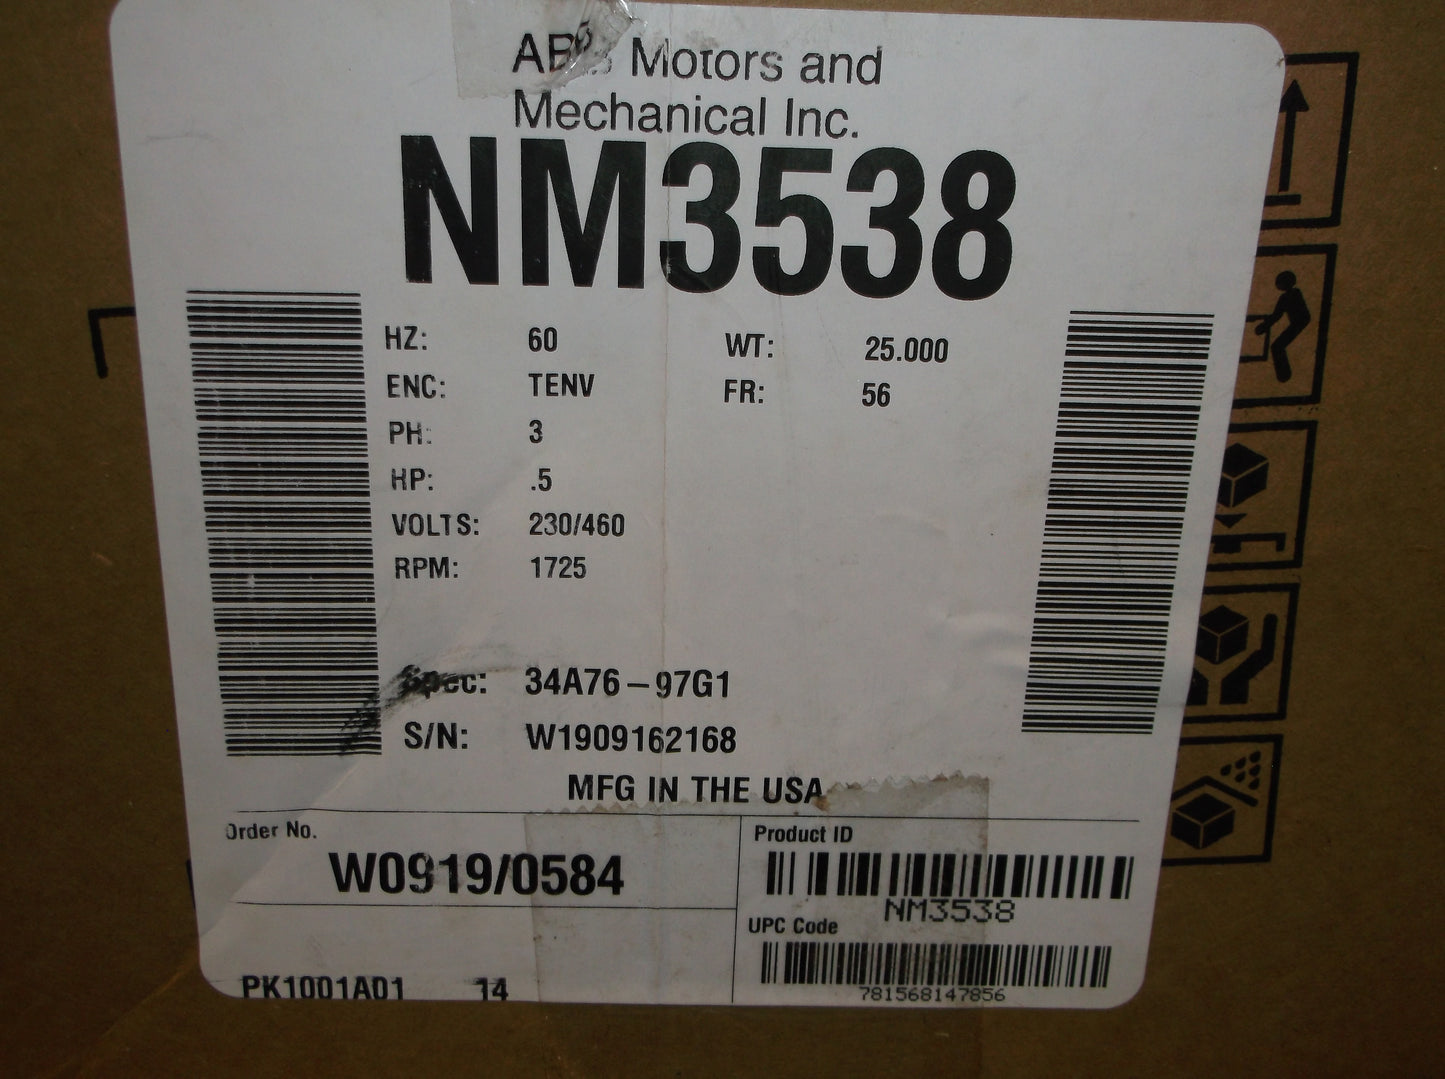 Motors and
Mechanical Inc.
NM3538
HZ: 60 WT: 25.000
ENC: TENV FR: 56
PH: 3
HP: .5
VOLTS: 230/460
RPM: 1725
Spec: 34A76-97G1
S/N: W1909162168
MFG IN THE USA
Order No.
W0919/0584
Product ID
NM3538
UPC Code
781568147856
PK1001A01 14